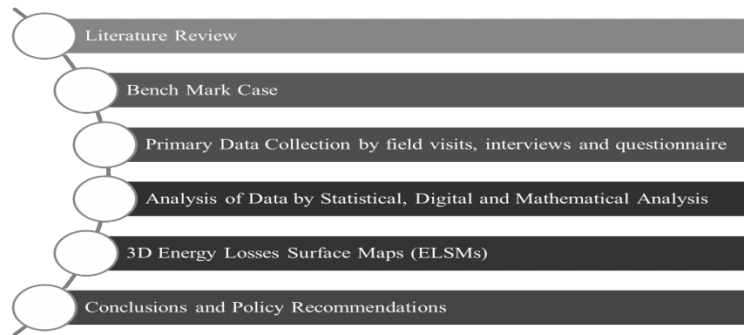 Literature Review
Bench Mark Case
Primary Data Collection by field visits, interviews and questionnaire
Analysis of Data by Statistical, Digital and Mathematical Analysis
3D Energy Losses Surface Maps (ELSMs)
Conclusions and Policy Recommendations